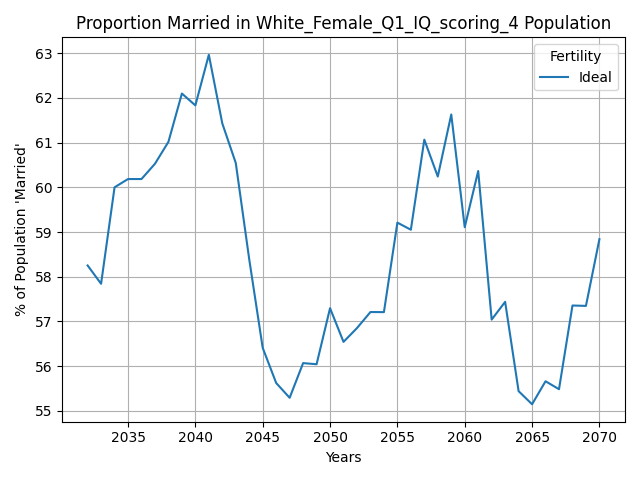 Proportion Married in White_Female_Q1_IQ_scoring_4 Population
Fertility
Ideal
% of Population 'Married'
63
62
61
60
59
58
57
56
55
2035 2040 2045 2050 2055 2060 2065 2070
Years